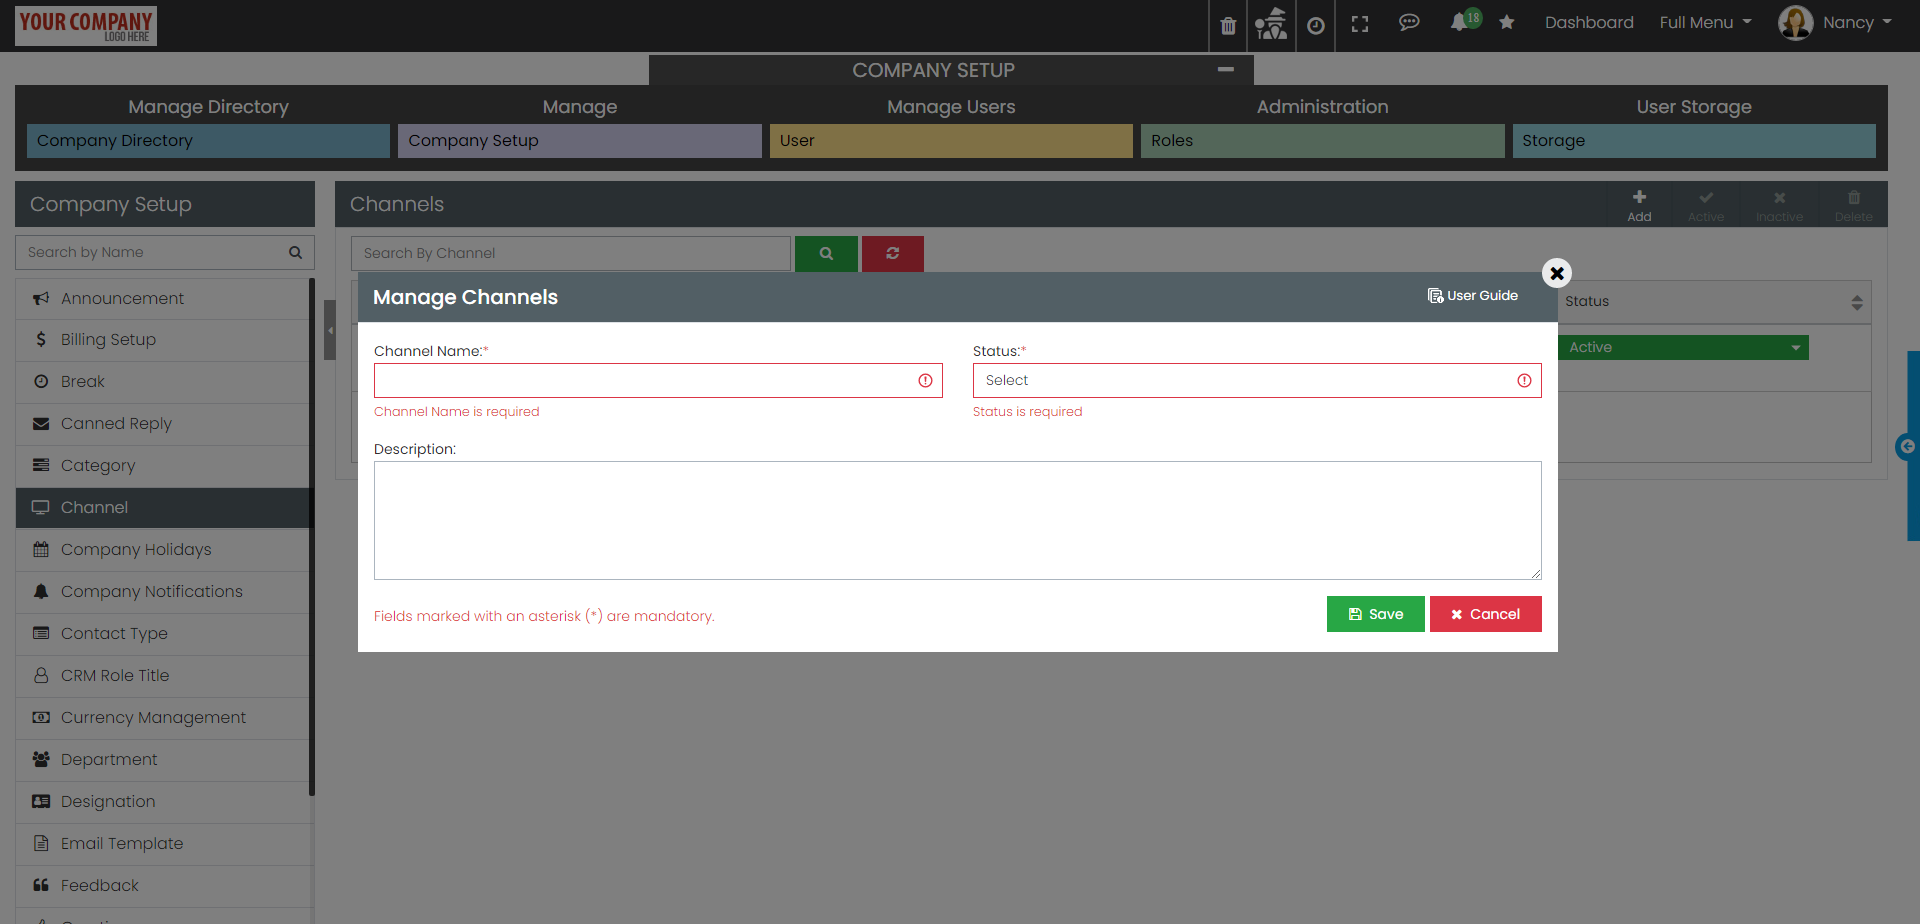 YOUR COMPANY
LOGO HERE
18
Dashboard
Full Menu
Nancy
COMPANY SETUP
Manage Directory
Manage
Manage Users
Administration
User Storage
Company Directory
Company Setup
User
Roles
Storage
Company Setup
Channels
Add
Active
Inactive
Delete
Search by Name
Search By Channel
Announcement
Billing Setup
Break
Canned Reply
Category
Channel
Company Holidays
Company Notifications
Contact Type
CRM Role Title
Currency Management
Department
Designation
Email Template
Feedback
Manage Channels
User Guide
Status
Active
Channel Name:*
Status:*
Select
Channel Name is required
Status is required
Description:
Fields marked with an asterisk (*) are mandatory.
Save
Cancel